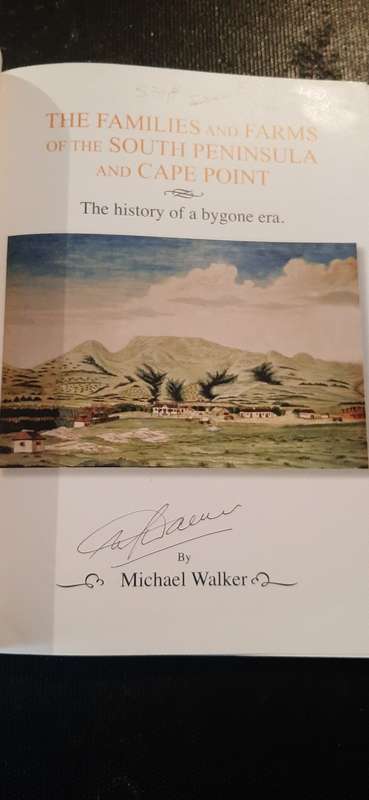 THE FAMILIES AND FARMS
OF THE SOUTH PENINSULA
AND CAPE POINT
The history of a bygone era.
By
Michael Walker